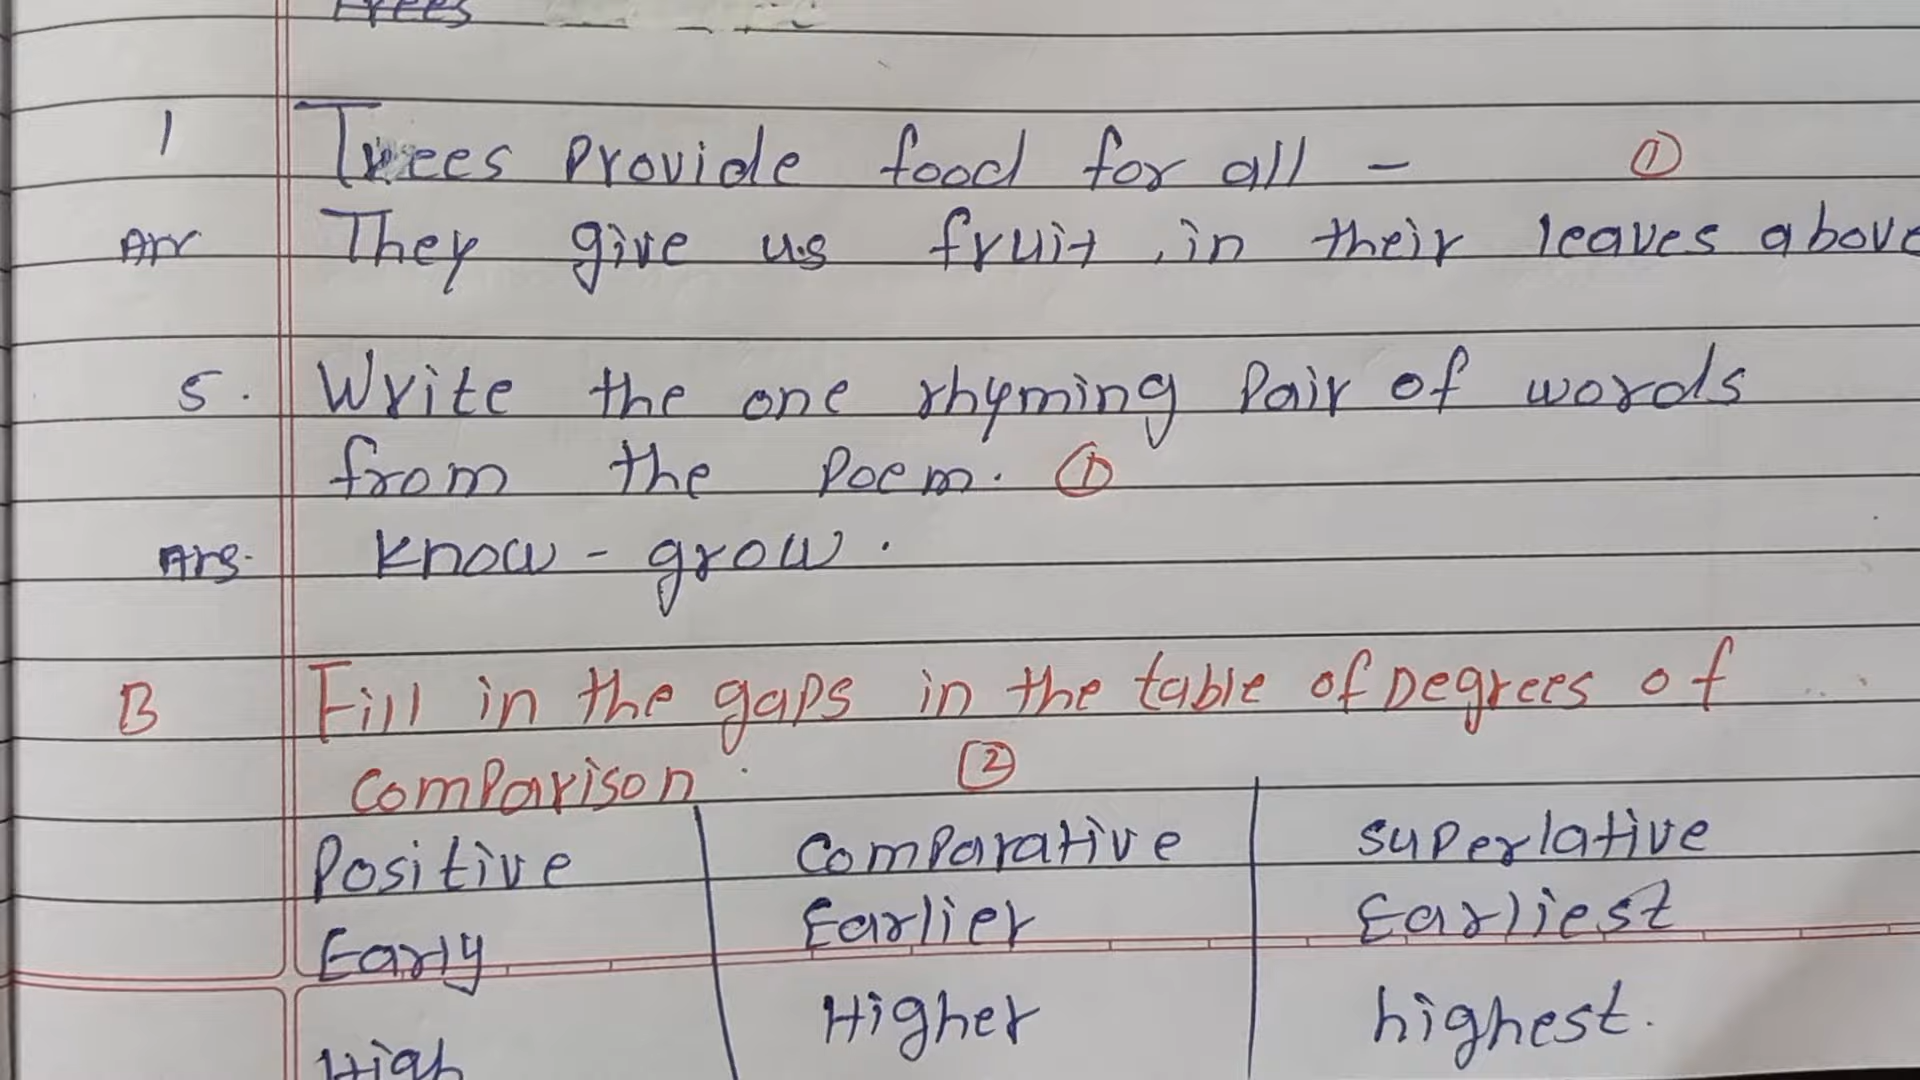 Trees
1 Trees provide food for all - ①
They give us fruit, in their leaves above
5. Write the one rhyming Pair of words
from the Poem. ①
Ans. know - grow.
B Fill in the gaps in the table of Degrees of
comparison. ②
Positive Comparative superlative
Early Earlier Earliest
High Higher highest.